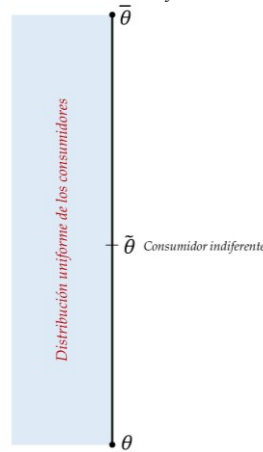 θ̅
Distribución uniforme de los consumidores
θ̃ Consumidor indiferente
θ